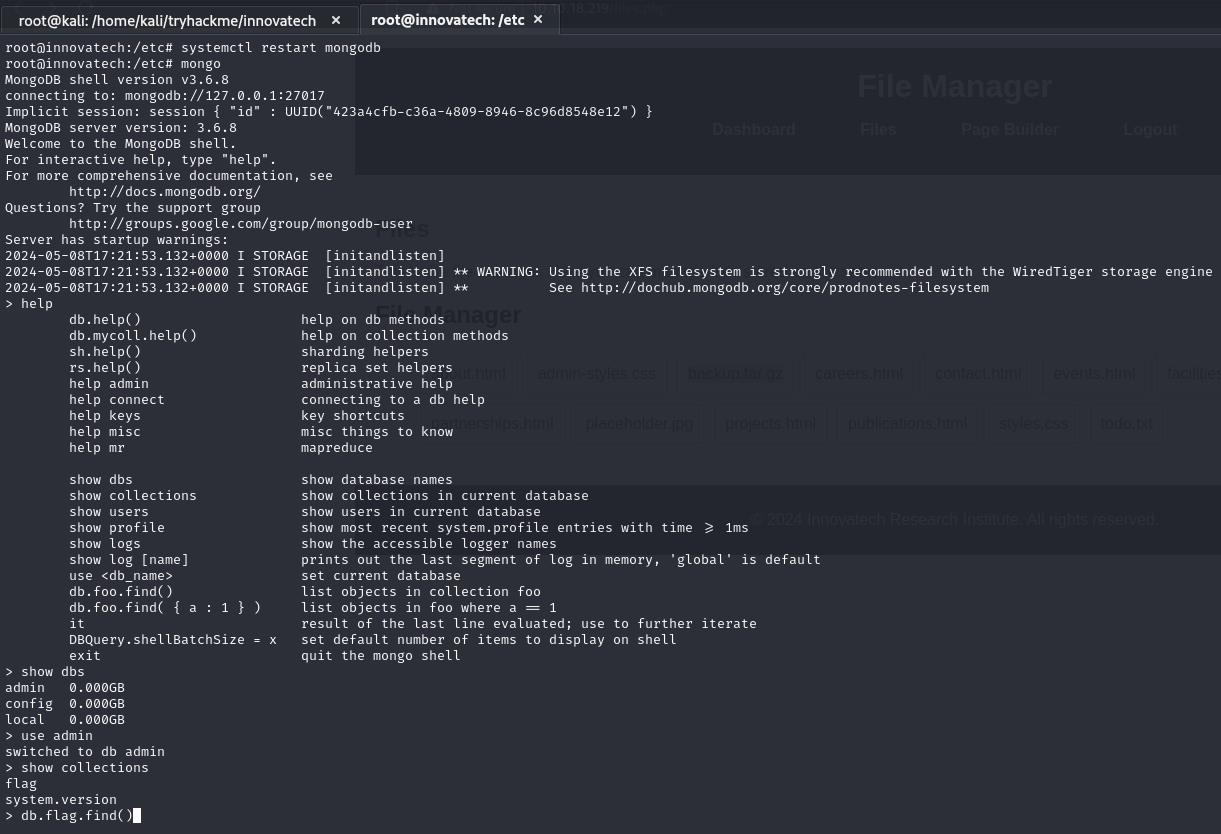 root@kali: /home/kali/tryhackme/innovatech × root@innovatech: /etc ×
root@innovatech:/etc# systemctl restart mongodb
root@innovatech:/etc# mongo
MongoDB shell version v3.6.8
connecting to: mongodb://127.0.0.1:27017
Implicit session: session { "id" : UUID("423a4cfb-c36a-4809-8946-8c96d8548e12") }
MongoDB server version: 3.6.8
Welcome to the MongoDB shell.
For interactive help, type "help".
For more comprehensive documentation, see
http://docs.mongodb.org/
Questions? Try the support group
http://groups.google.com/group/mongodb-user
Server has startup warnings:
2024-05-08T17:21:53.132+0000 I STORAGE  [initandlisten]
2024-05-08T17:21:53.132+0000 I STORAGE  [initandlisten] ** WARNING: Using the XFS filesystem is strongly recommended with the WiredTiger storage engine
2024-05-08T17:21:53.132+0000 I STORAGE  [initandlisten] **          See http://dochub.mongodb.org/core/prodnotes-filesystem
> help
db.help()                    help on db methods
db.mycoll.help()             help on collection methods
sh.help()                    sharding helpers
rs.help()                    replica set helpers
help admin                   administrative help
help connect                 connecting to a db help
help keys                    key shortcuts
help misc                    misc things to know
help mr                      mapreduce
show dbs                     show database names
show collections             show collections in current database
show users                   show users in current database
show profile                 show most recent system.profile entries with time >= 1ms
show logs                    show the accessible logger names
show log [name]              prints out the last segment of log in memory, 'global' is default
use <db_name>                set current database
db.foo.find()                list objects in collection foo
db.foo.find( { a : 1 } )     list objects in foo where a == 1
it                           result of the last line evaluated; use to further iterate
DBQuery.shellBatchSize = x   set default number of items to display on shell
exit                         quit the mongo shell
> show dbs
admin   0.000GB
config  0.000GB
local   0.000GB
> use admin
switched to db admin
> show collections
flag
system.version
> db.flag.find()
File Manager
Dashboard Files Page Builder Logout
Files
File Manager
admin-styles.css backup.tar.gz careers.html contact.html events.html
partnerships.html placeholder.jpg projects.html publications.html styles.css todo.txt
© 2024 Innovatech Research Institute. All rights reserved.